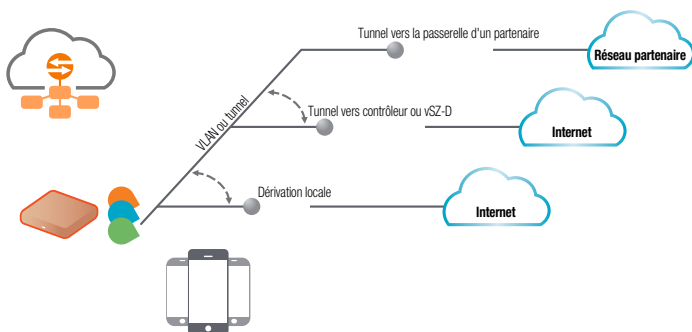 Tunnel vers la passerelle d'un partenaire
Réseau partenaire
VLAN ou tunnel
Tunnel vers contrôleur ou vSZ-D
Internet
Dérivation locale
Internet